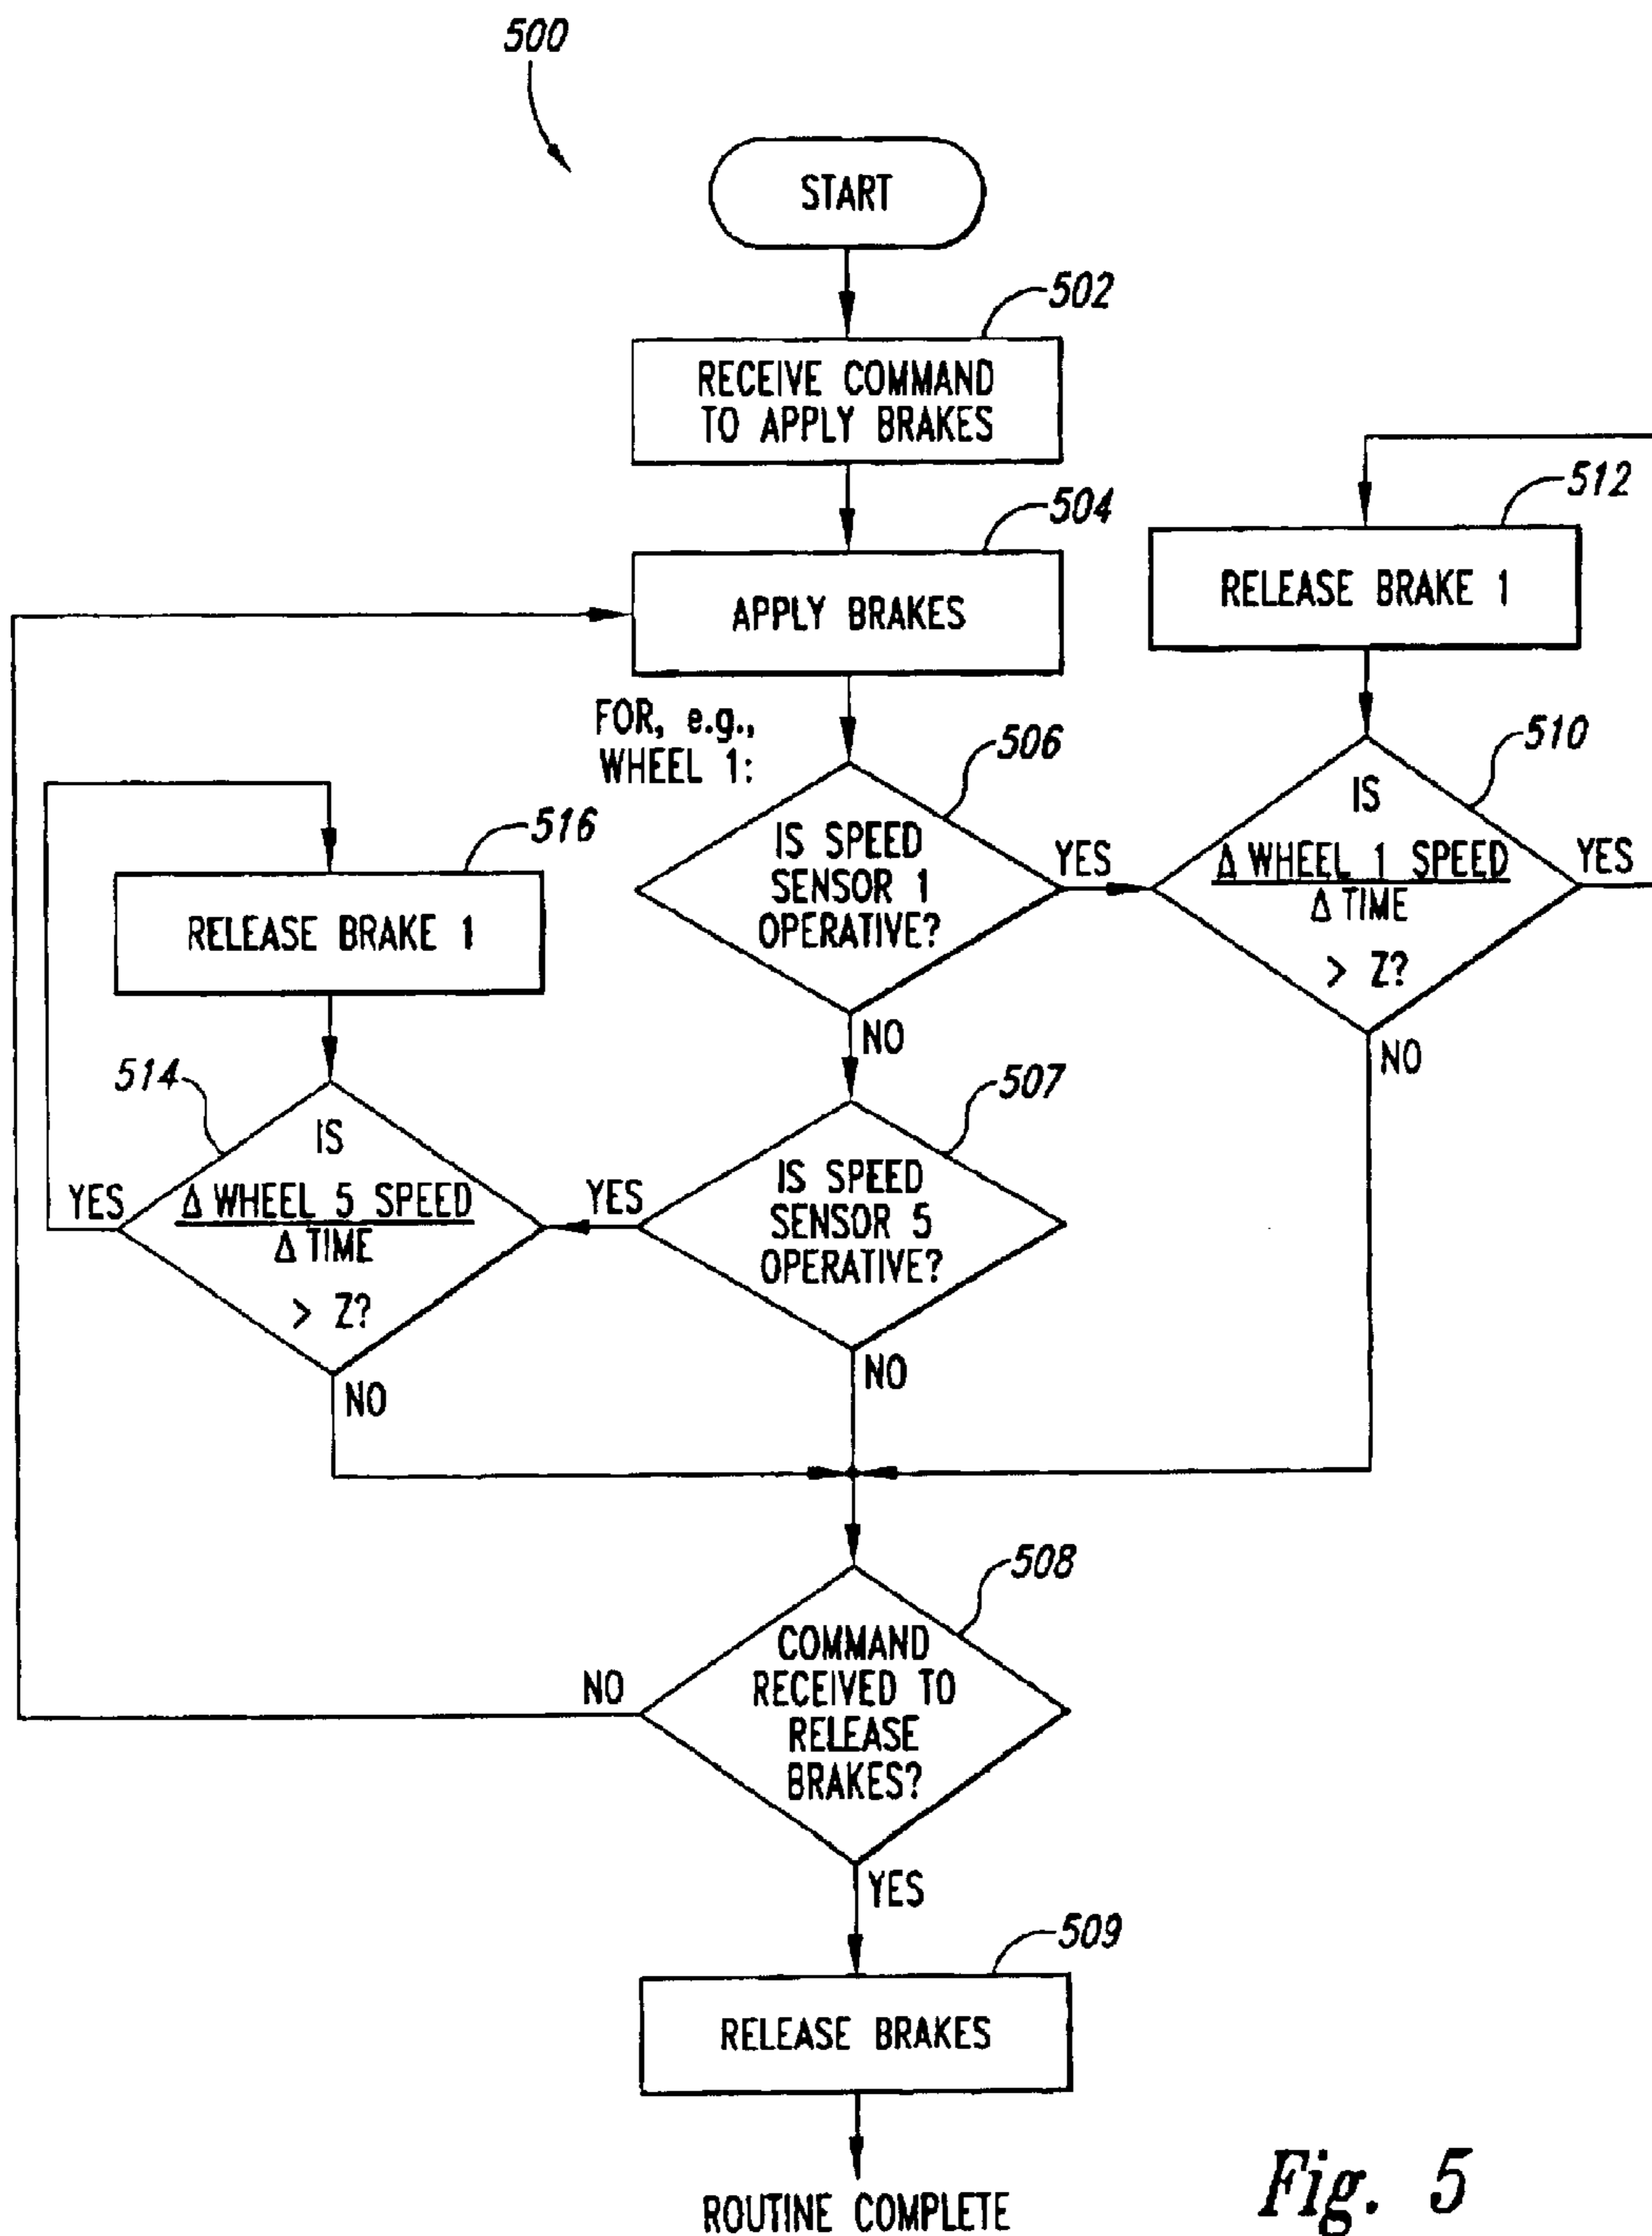 500
START
502
RECEIVE COMMAND
TO APPLY BRAKES
504
APPLY BRAKES
512
RELEASE BRAKE 1
FOR, e.g.,
WHEEL 1:
506
IS SPEED
SENSOR 1
OPERATIVE?
YES
NO
510
IS
Δ WHEEL 1 SPEED
Δ TIME
> Z?
YES
NO
516
RELEASE BRAKE 1
514
IS
Δ WHEEL 5 SPEED
Δ TIME
> Z?
YES
NO
507
IS SPEED
SENSOR 5
OPERATIVE?
YES
NO
508
COMMAND
RECEIVED TO
RELEASE
BRAKES?
NO
YES
509
RELEASE BRAKES
ROUTINE COMPLETE
Fig. 5